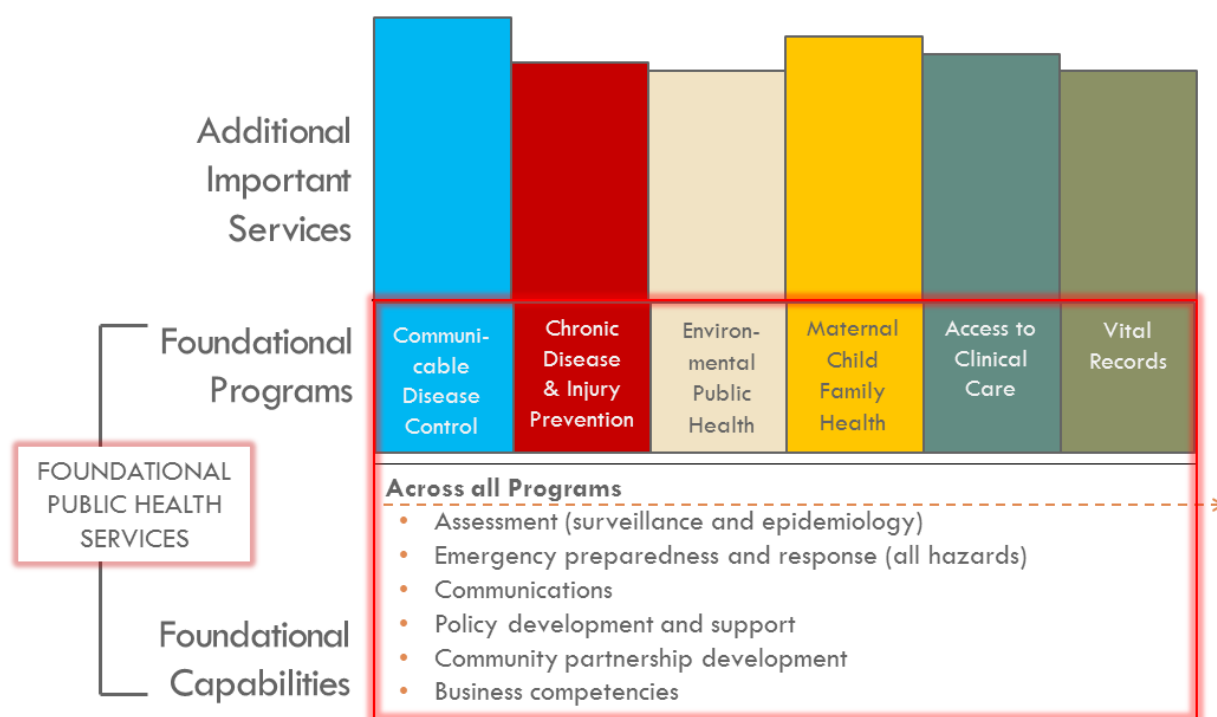 Additional
Important
Services
Foundational
Programs
Communi-
cable
Disease
Control
Chronic
Disease
& Injury
Prevention
Environ-
mental
Public
Health
Maternal
Child
Family
Health
Access to
Clinical
Care
Vital
Records
FOUNDATIONAL
PUBLIC HEALTH
SERVICES
Foundational
Capabilities
Across all Programs
• Assessment (surveillance and epidemiology)
• Emergency preparedness and response (all hazards)
• Communications
• Policy development and support
• Community partnership development
• Business competencies